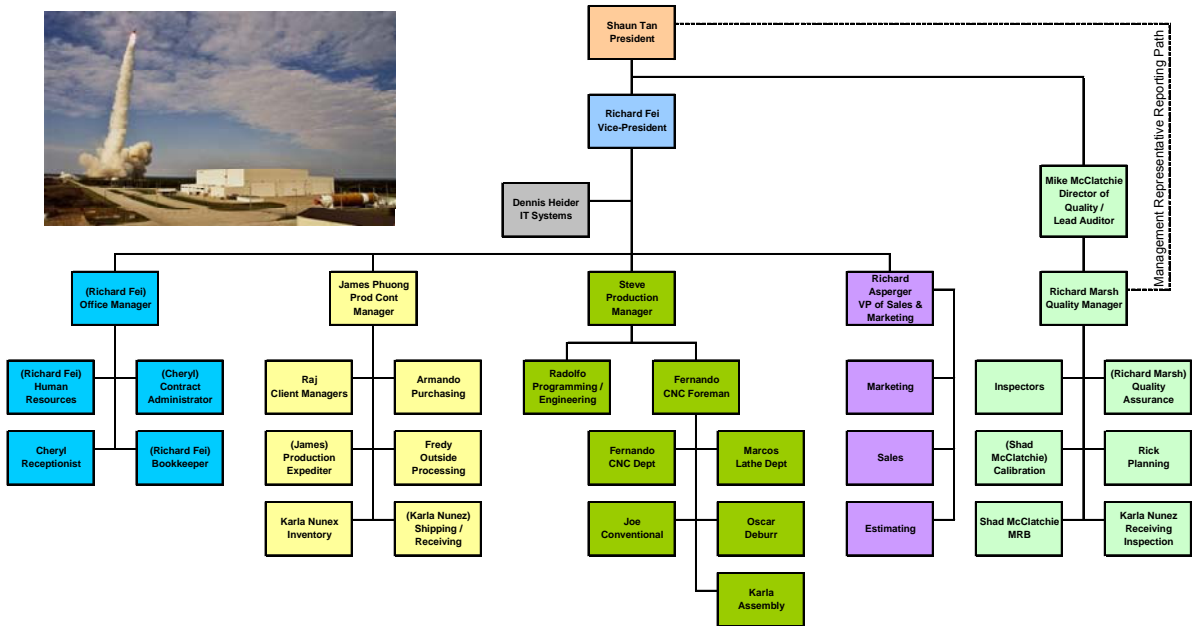 Shaun Tan
President
Management Representative Reporting Path
Richard Fei
Vice-President
Dennis Heider
IT Systems
Mike McClatchie
Director of
Quality /
Lead Auditor
(Richard Fei)
Office Manager
James Phuong
Prod Cont
Manager
Steve
Production
Manager
Richard
Asperger
VP of Sales &
Marketing
Richard Marsh
Quality Manager
(Richard Fei)
Human
Resources
(Cheryl)
Contract
Administrator
Raj
Client Managers
Armando
Purchasing
Radolfo
Programming /
Engineering
Fernando
CNC Foreman
Marketing
Inspectors
(Richard Marsh)
Quality
Assurance
Cheryl
Receptionist
(Richard Fei)
Bookkeeper
(James)
Production
Expediter
Fredy
Outside
Processing
Fernando
CNC Dept
Marcos
Lathe Dept
Sales
(Shad
McClatchie)
Calibration
Rick
Planning
Karla Nunex
Inventory
(Karla Nunez)
Shipping /
Receiving
Joe
Conventional
Oscar
Deburr
Estimating
Shad McClatchie
MRB
Karla Nunez
Receiving
Inspection
Karla
Assembly